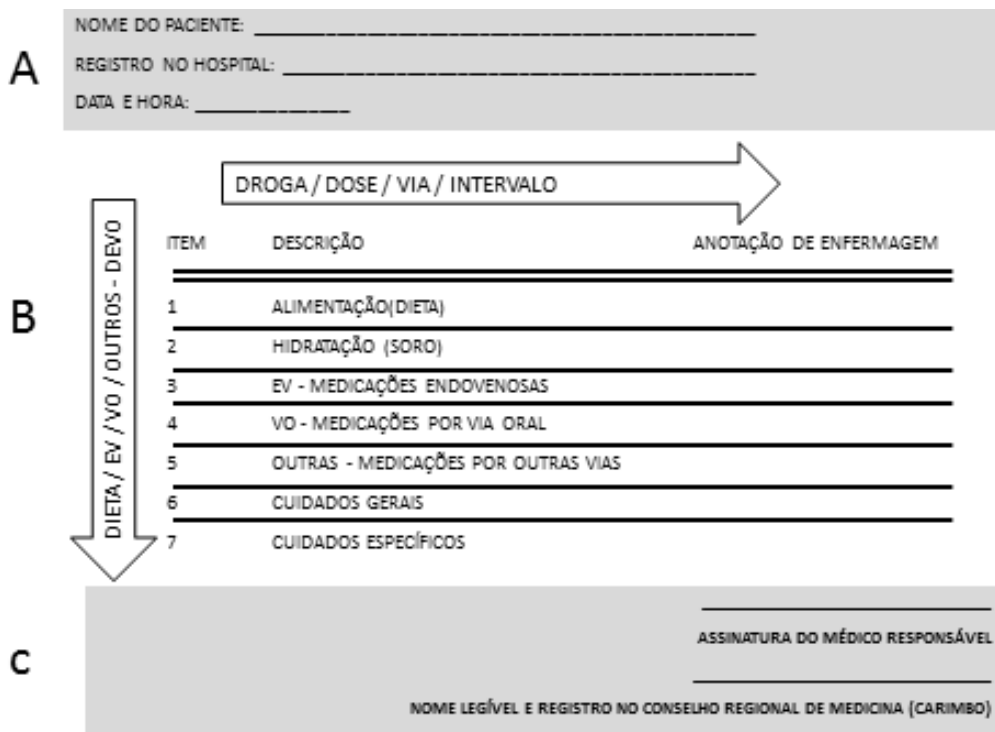 A
NOME DO PACIENTE: ____________________
REGISTRO NO HOSPITAL: ____________________
DATA E HORA: __________
DROGA / DOSE / VIA / INTERVALO
DIETA / EV / VO / OUTROS - DEVO
B
ITEM DESCRIÇÃO ANOTAÇÃO DE ENFERMAGEM
1 ALIMENTAÇÃO(DIETA)
2 HIDRATAÇÃO (SORO)
3 EV - MEDICAÇÕES ENDOVENOSAS
4 VO - MEDICAÇÕES POR VIA ORAL
5 OUTRAS - MEDICAÇÕES POR OUTRAS VIAS
6 CUIDADOS GERAIS
7 CUIDADOS ESPECÍFICOS
C
ASSINATURA DO MÉDICO RESPONSÁVEL
NOME LEGÍVEL E REGISTRO NO CONSELHO REGIONAL DE MEDICINA (CARIMBO)